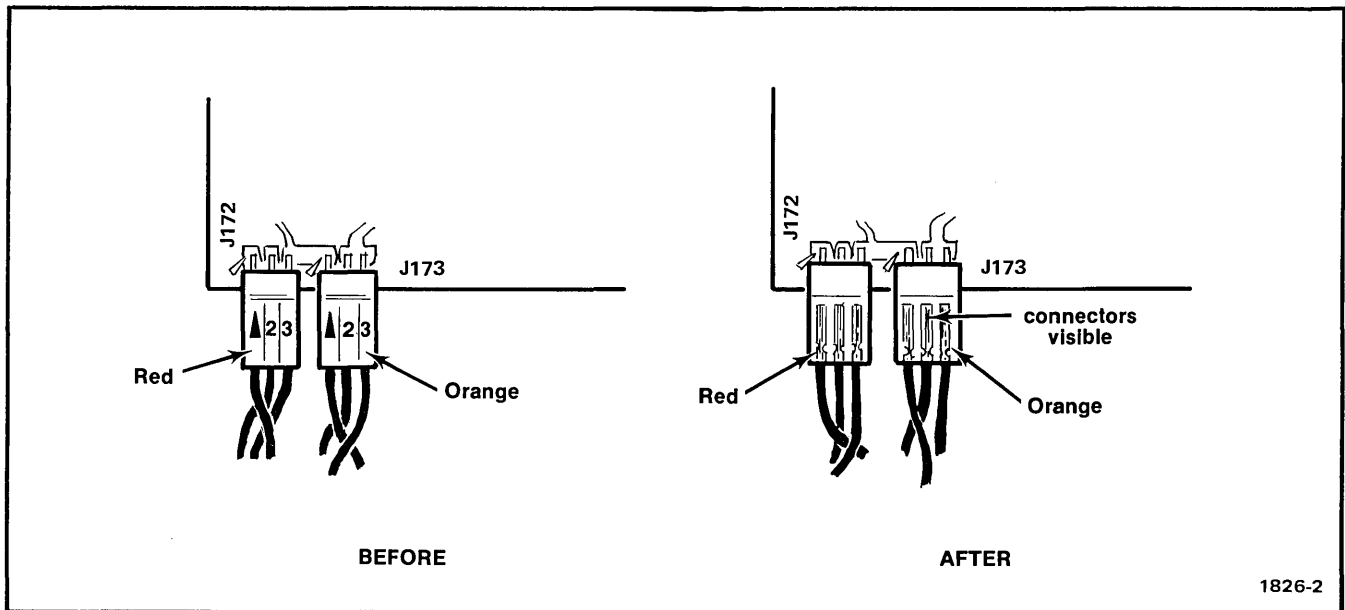 J172
J173
2 3
2 3
Red
Orange
BEFORE
J172
J173
connectors
visible
Red
Orange
AFTER
1826-2